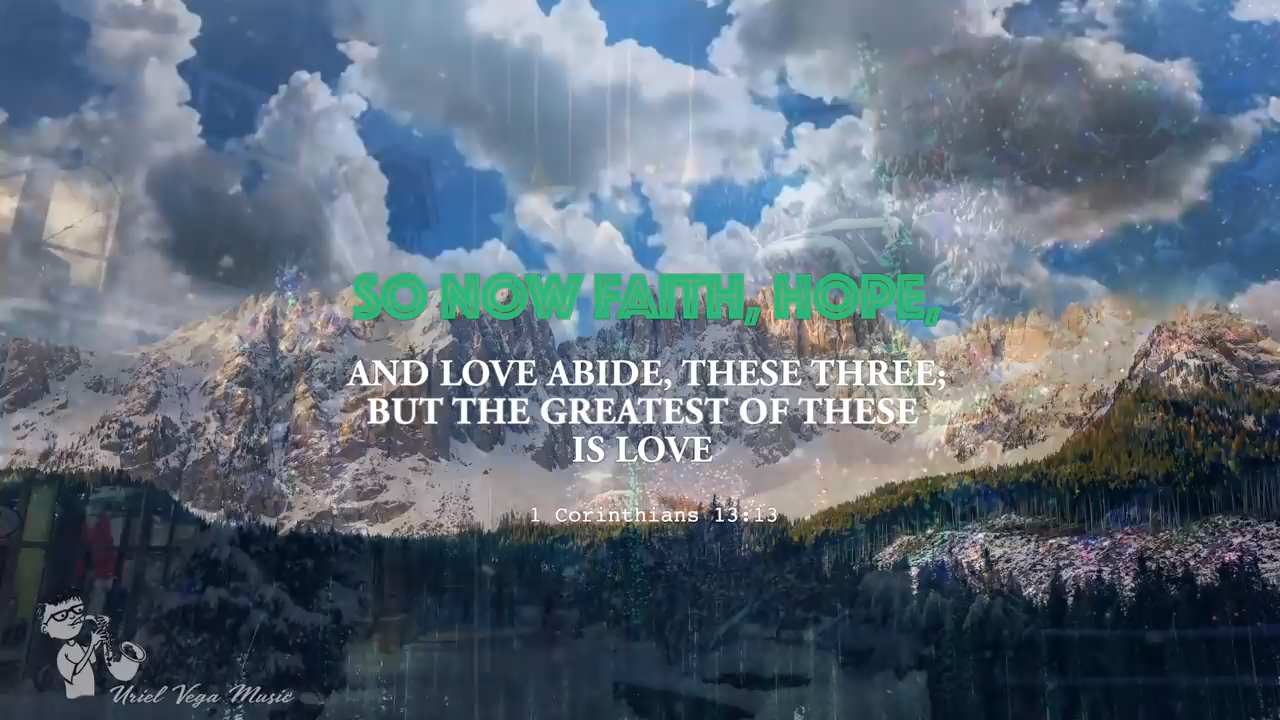 SO NOW FAITH, HOPE,
AND LOVE ABIDE, THESE THREE;
BUT THE GREATEST OF THESE
IS LOVE
1 Corinthians 13:13
Uriel Vega Music